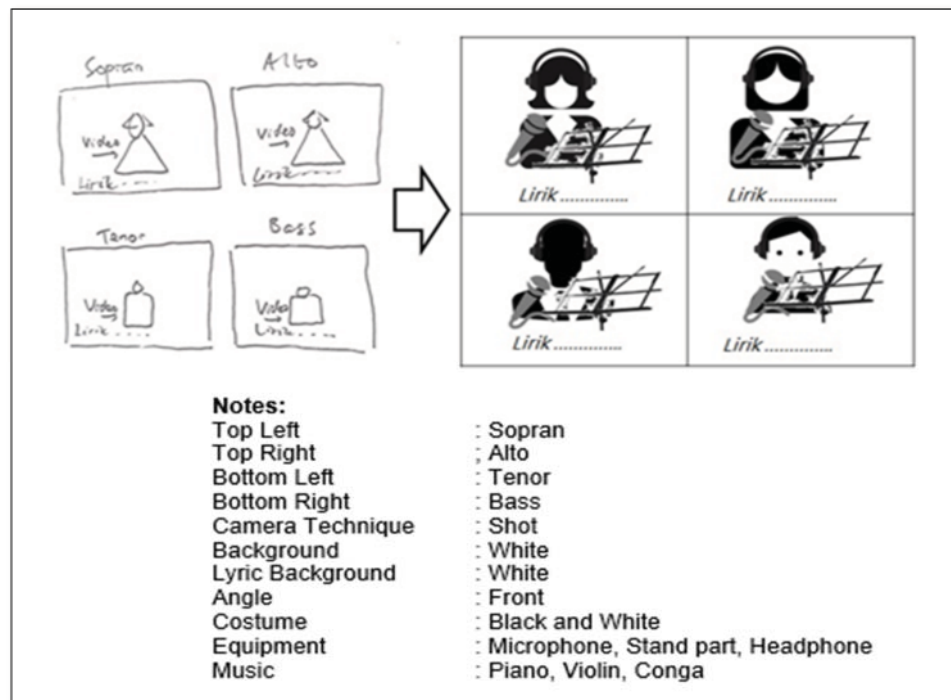 Sopran
Alto
Video
Lirik - - - -
Video
Lirik - - - -
Tenor
Bass
Video
Lirik - - - -
Video
Lirik - - - -
Lirik ..............
Lirik ..............
Lirik ..............
Lirik ..............
Notes:
Top Left : Sopran
Top Right ; Alto
Bottom Left : Tenor
Bottom Right : Bass
Camera Technique : Shot
Background : White
Lyric Background : White
Angle : Front
Costume : Black and White
Equipment : Microphone, Stand part, Headphone
Music : Piano, Violin, Conga